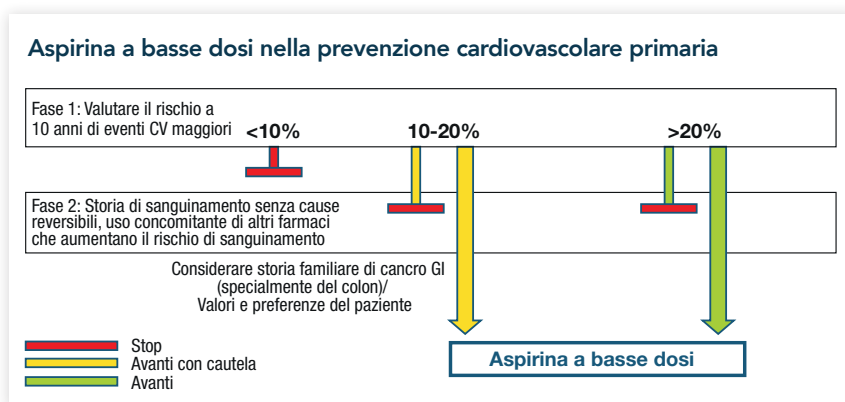 Aspirina a basse dosi nella prevenzione cardiovascolare primaria
Fase 1: Valutare il rischio a
10 anni di eventi CV maggiori
<10%
10-20%
>20%
Fase 2: Storia di sanguinamento senza cause
reversibili, uso concomitante di altri farmaci
che aumentano il rischio di sanguinamento
Considerare storia familiare di cancro GI
(specialmente del colon)/
Valori e preferenze del paziente
Stop
Avanti con cautela
Avanti
Aspirina a basse dosi